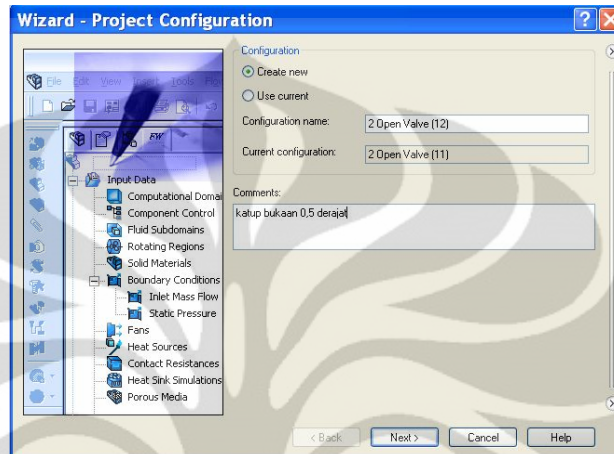 Wizard - Project Configuration
File Edit View Insert Tools
FW
Input Data
Computational Domai
Component Control
Fluid Subdomains
Rotating Regions
Solid Materials
Boundary Conditions
Inlet Mass Flow
Static Pressure
Fans
Heat Sources
Contact Resistances
Heat Sink Simulations
Porous Media
Configuration
Create new
Use current
Configuration name: 2 Open Valve (12)
Current configuration: 2 Open Valve (11)
Comments:
katup bukaan 0,5 derajat
< Back Next > Cancel Help